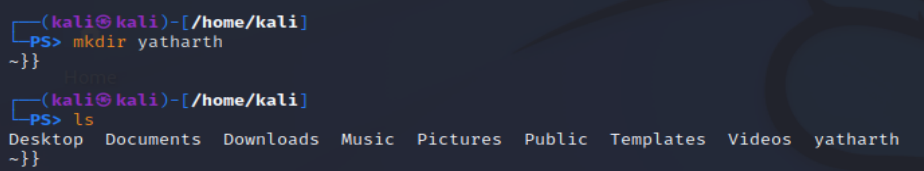 ┌──(kali㉿kali)-[/home/kali]
└─PS> mkdir yatharth
~}}
Home
┌──(kali㉿kali)-[/home/kali]
└─PS> ls
Desktop  Documents  Downloads  Music  Pictures  Public  Templates  Videos  yatharth
~}}